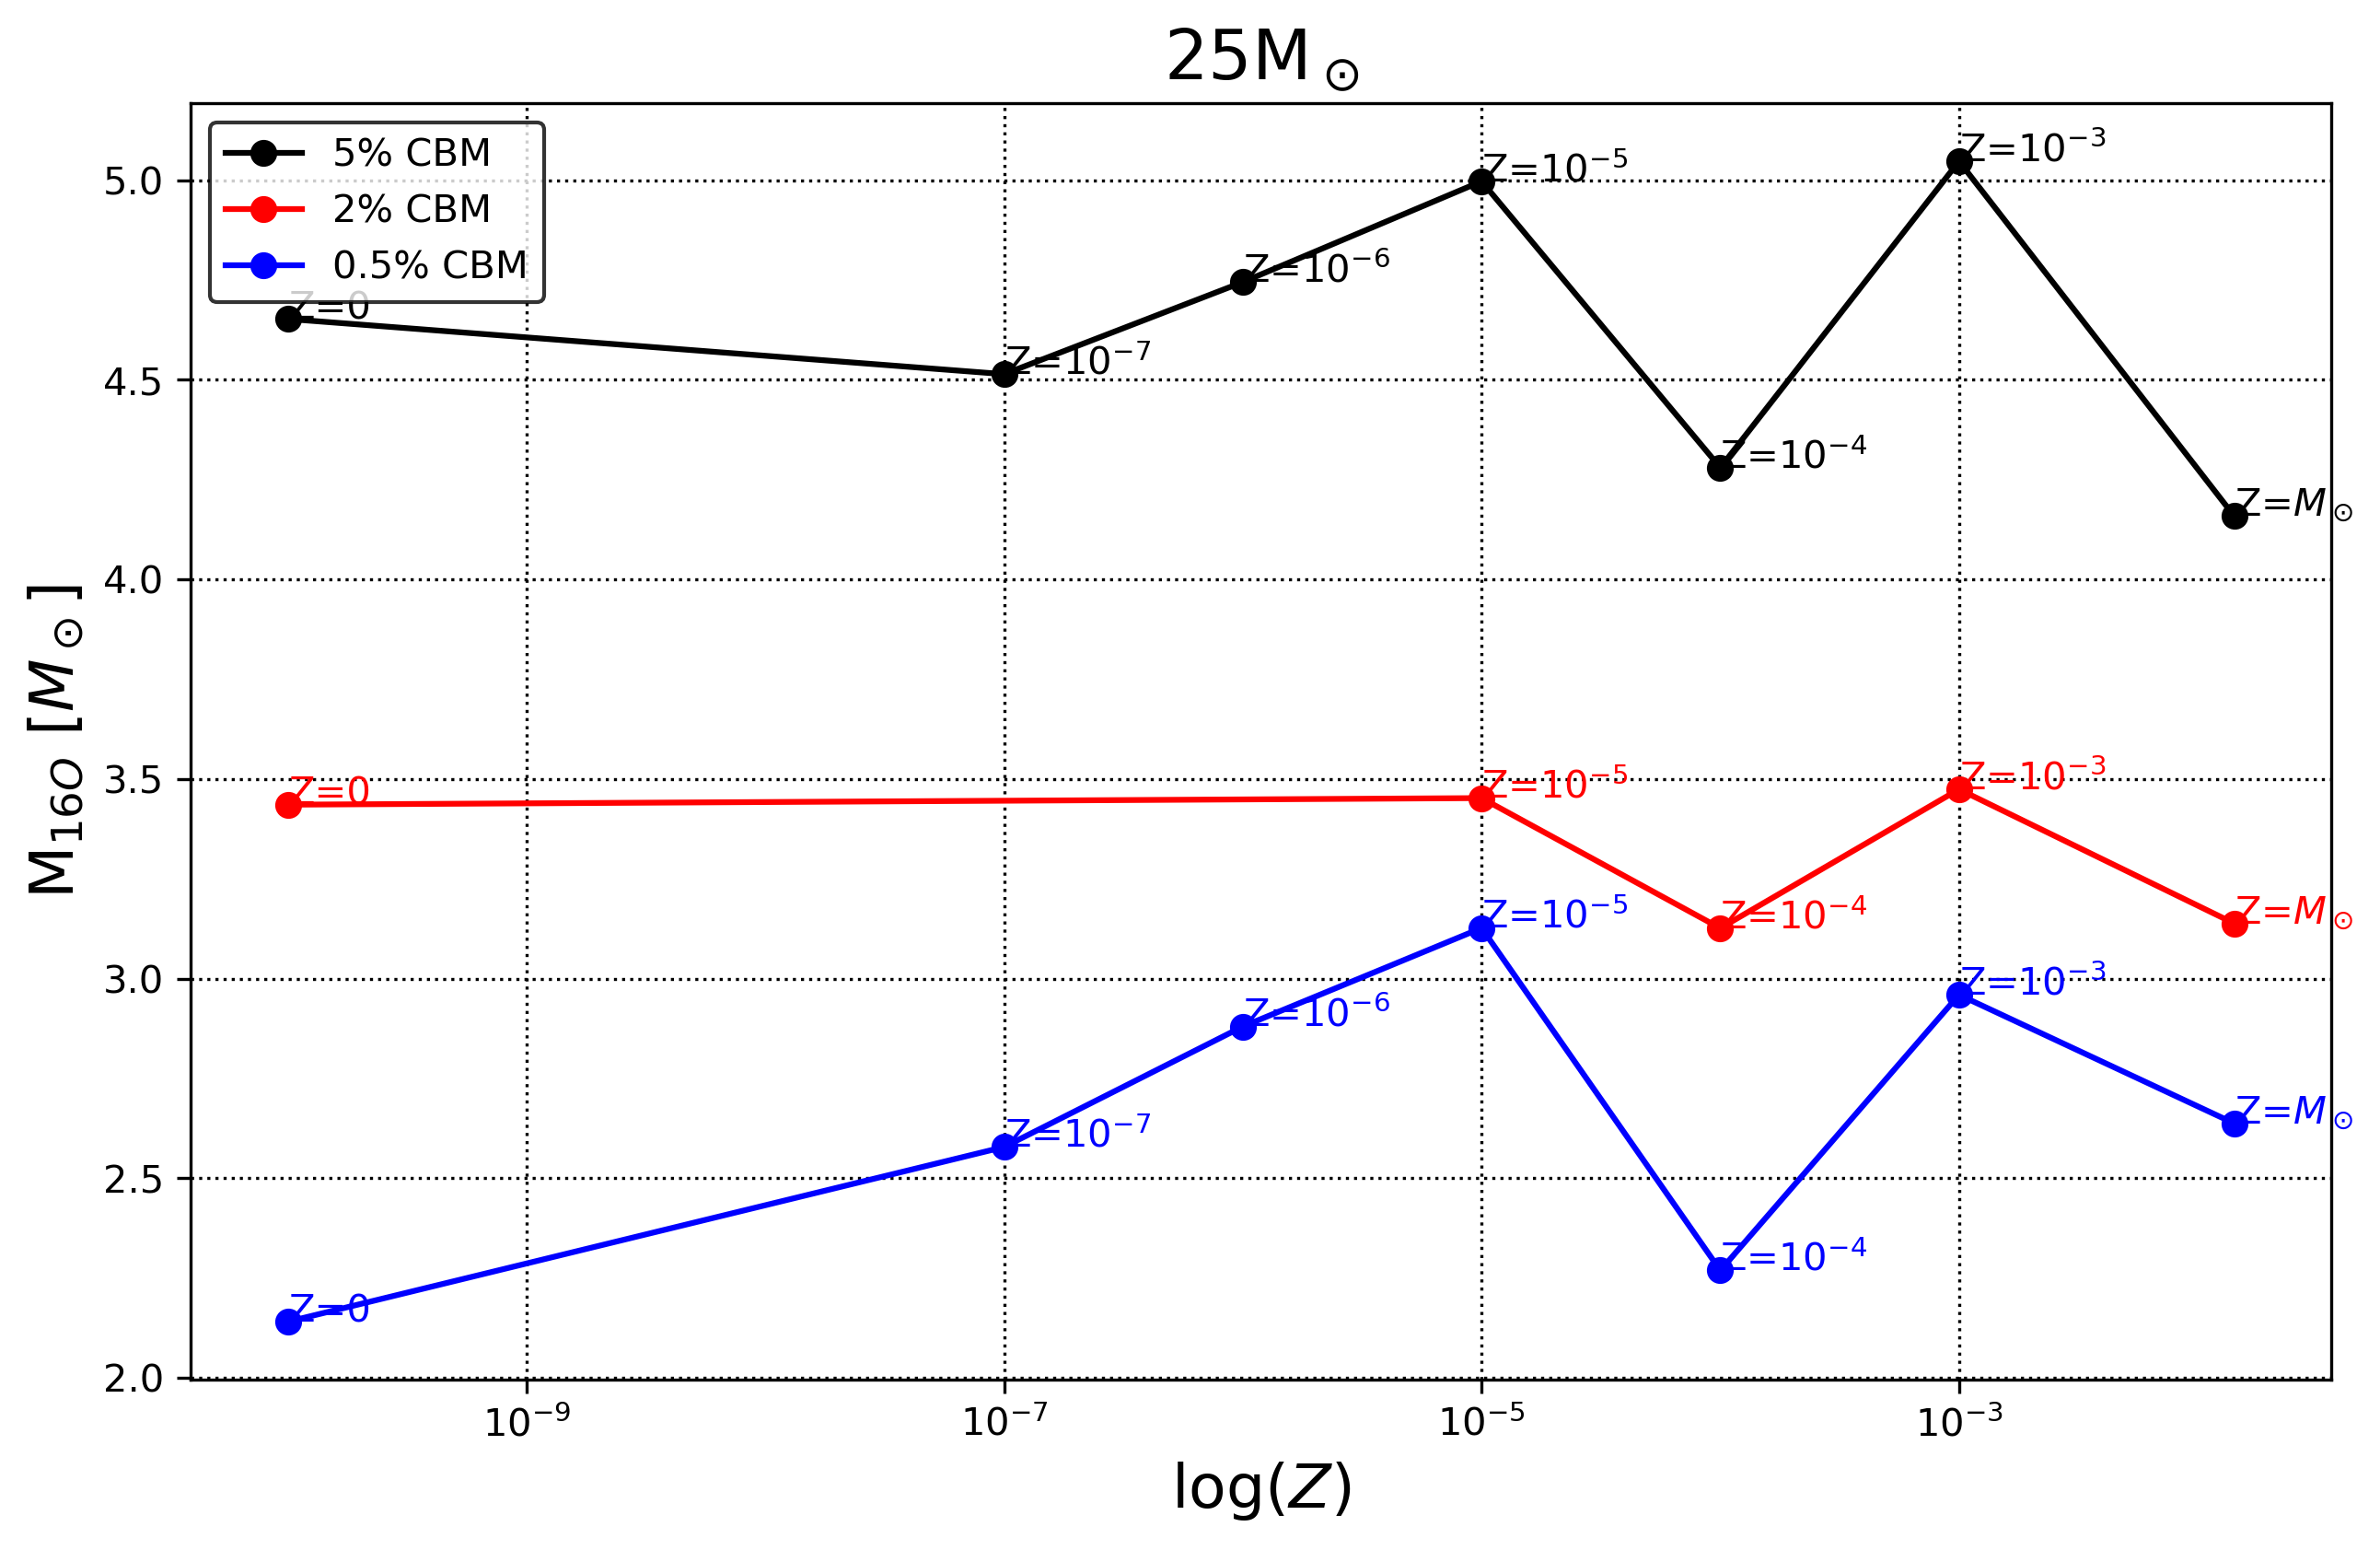 25M⊙
5% CBM
2% CBM
0.5% CBM
Z=0
Z=10⁻⁷
Z=10⁻⁶
Z=10⁻⁵
Z=10⁻⁴
Z=10⁻³
Z=M⊙
Z=0
Z=10⁻⁵
Z=10⁻⁴
Z=10⁻³
Z=M⊙
Z=0
Z=10⁻⁷
Z=10⁻⁶
Z=10⁻⁵
Z=10⁻⁴
Z=10⁻³
Z=M⊙
5.0
4.5
4.0
3.5
3.0
2.5
2.0
M₁₆O [M⊙]
10⁻⁹ 10⁻⁷ 10⁻⁵ 10⁻³
log(Z)